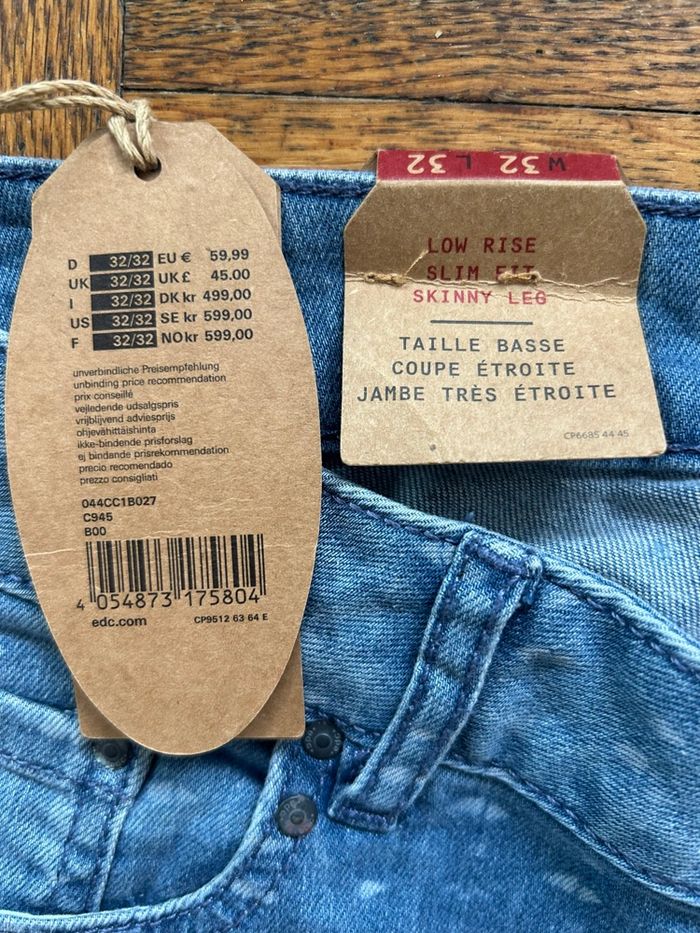 D 32/32 EU € 59,99
UK 32/32 UK £ 45.00
I 32/32 DK kr 499,00
US 32/32 SE kr 599,00
F 32/32 NO kr 599,00
unverbindliche Preisempfehlung
unbinding price recommendation
prix conseillé
vejledende udsalgspris
vrijblijvend adviesprijs
ohjevähittäishinta
ikke-bindende prisforslag
ej bindande prisrekommendation
precio recomendado
prezzo consigliati
044CC1B027
C945
B00
4 054873 175804
edc.com CP9512 63 64 E
W 32 L 32
LOW RISE
SLIM FIT
SKINNY LEG
TAILLE BASSE
COUPE ÉTROITE
JAMBE TRÈS ÉTROITE
CP6685 44 45